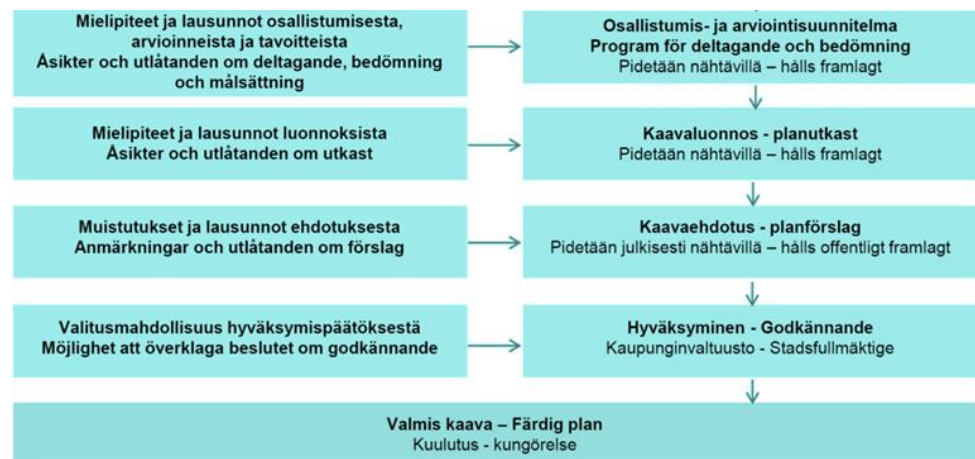 Mielipiteet ja lausunnot osallistumisesta,
arvioinneista ja tavoitteista
Åsikter och utlåtanden om deltagande, bedömning
och målsättning
Osallistumis- ja arviointisuunnitelma
Program för deltagande och bedömning
Pidetään nähtävillä – hålls framlagt
Mielipiteet ja lausunnot luonnoksista
Åsikter och utlåtanden om utkast
Kaavaluonnos - planutkast
Pidetään nähtävillä – hålls framlagt
Muistutukset ja lausunnot ehdotuksesta
Anmärkningar och utlåtanden om förslag
Kaavaehdotus - planförslag
Pidetään julkisesti nähtävillä – hålls offentligt framlagt
Valitusmahdollisuus hyväksymispäätöksestä
Möjlighet att överklaga beslutet om godkännande
Hyväksyminen - Godkännande
Kaupunginvaltuusto - Stadsfullmäktige
Valmis kaava – Färdig plan
Kuulutus - kungörelse